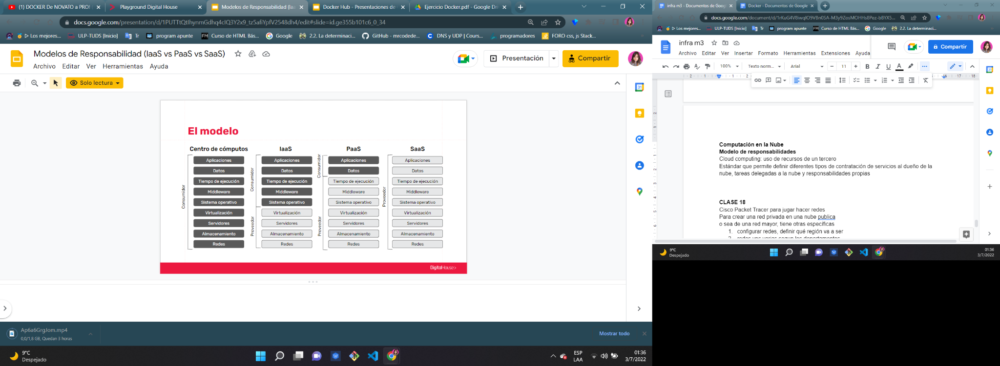 (1) DOCKER De NOVATO a PRO!
Playground Digital House
Modelos de Responsabilidad (Iaa
Docker Hub - Presentaciones de
Ejercicio Docker.pdf - Google Dri
docs.google.com/presentation/d/1PUTTtQtIhynmGdhq4cIQ3Y2x9_tz5afiYpfV2548dh4/edit#slide=id.ge355b101c6_0_34
Los mejores...
ULP-TUDS [Inicio]
Tr
program apunte
Curso de HTML Bás...
Google
2.2. La determinaci...
GitHub - mrcodede...
DNS y UDP | Cours...
programadores
FORO css, js Stack...
Modelos de Responsabilidad (IaaS vs PaaS vs SaaS)
Archivo Editar Ver Herramientas Ayuda
Presentación
Compartir
Solo lectura
El modelo
Centro de cómputos
Consumidor
Aplicaciones
Datos
Tiempo de ejecución
Middleware
Sistema operativo
Virtualización
Servidores
Almacenamiento
Redes
IaaS
Consumidor
Aplicaciones
Datos
Tiempo de ejecución
Middleware
Sistema operativo
Proveedor
Virtualización
Servidores
Almacenamiento
Redes
PaaS
Consumidor
Aplicaciones
Datos
Proveedor
Tiempo de ejecución
Middleware
Sistema operativo
Virtualización
Servidores
Almacenamiento
Redes
SaaS
Proveedor
Aplicaciones
Datos
Tiempo de ejecución
Middleware
Sistema operativo
Virtualización
Servidores
Almacenamiento
Redes
DigitalHouse>
Ap6a6GrgJom.mp4
0,0/1,8 GB, Quedan 3 horas
Mostrar todo
9°C
Despejado
ESP
LAA
01:36
3/7/2022
infra m3 - Documentos de Goog
Docker - Documentos de Google
docs.google.com/document/d/1rKuG4V8iwqIO9VBn0SA-M3y9ZosMOHHs8Pez-bBYX5...
Los mejores...
ULP-TUDS [Inicio]
Tr
program apunte
Curso de HTML Bás...
Google
2.2. La determinaci...
infra m3
Archivo Editar Ver Insertar Formato Herramientas Extensiones Ayuda
Compartir
100%
Texto norm...
Arial
11
Computación en la Nube
Modelo de responsabilidades
Cloud computing: uso de recursos de un tercero
Estándar que permite definir diferentes tipos de contratación de servicios al dueño de la
nube, tareas delegadas a la nube y responsabilidades propias
CLASE 18
Cisco Packet Tracer para jugar hacer redes
Para crear una red privada en una nube publica
o sea de una red mayor, tiene otras específicas
1. configurar redes, definir qué región va a ser
2. redes vps varios segun los departamentos
9°C
Despejado
01:36
3/7/2022